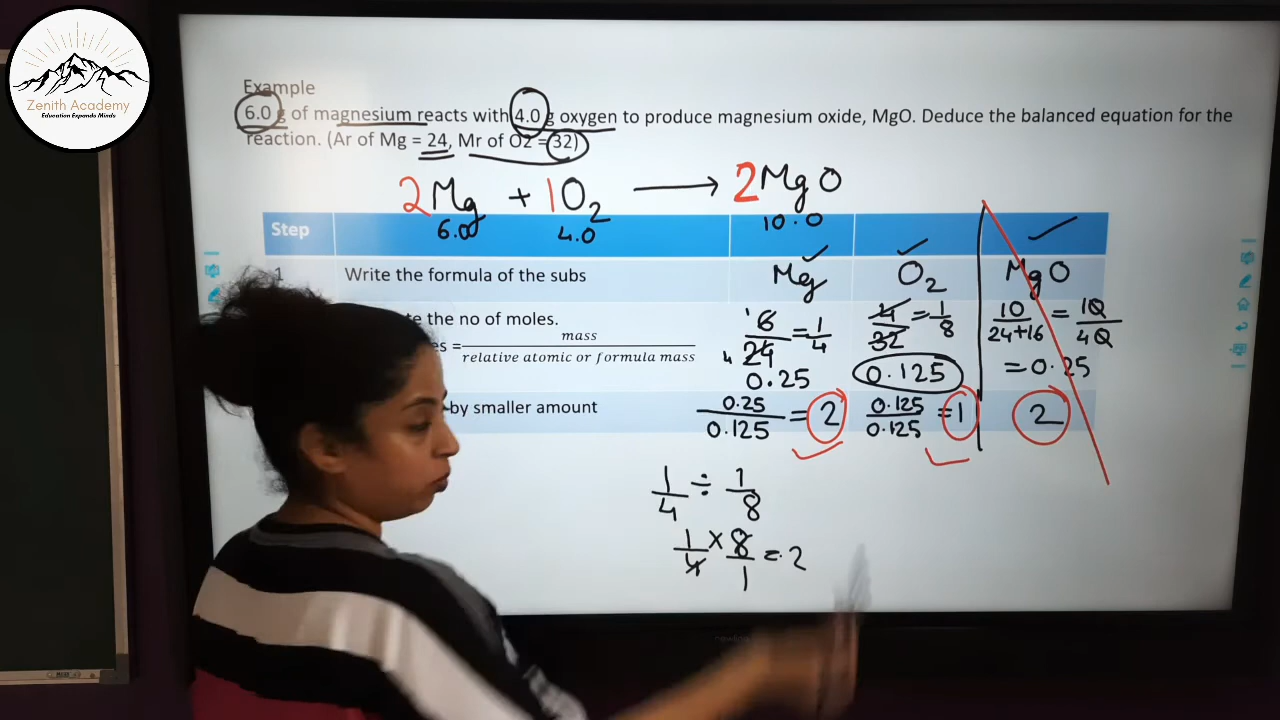 Zenith Academy
Education Expands Minds
Example
6.0 g of magnesium reacts with 4.0 g oxygen to produce magnesium oxide, MgO. Deduce the balanced equation for the
reaction. (Ar of Mg = 24, Mr of O2 = 32)
2Mg + 1O₂ → 2MgO
6.00 4.0 10.0
Step
1 Write the formula of the subs Mg O₂ MgO
te the no of moles. 6/24 = 1/4 4/32 = 1/8 10/24+16 = 10/40
es = mass / relative atomic or formula mass
0.25 0.125 = 0.25
by smaller amount 0.25/0.125 = 2 0.125/0.125 = 1 2
1/4 ÷ 1/8
1/4 × 8/1 = 2